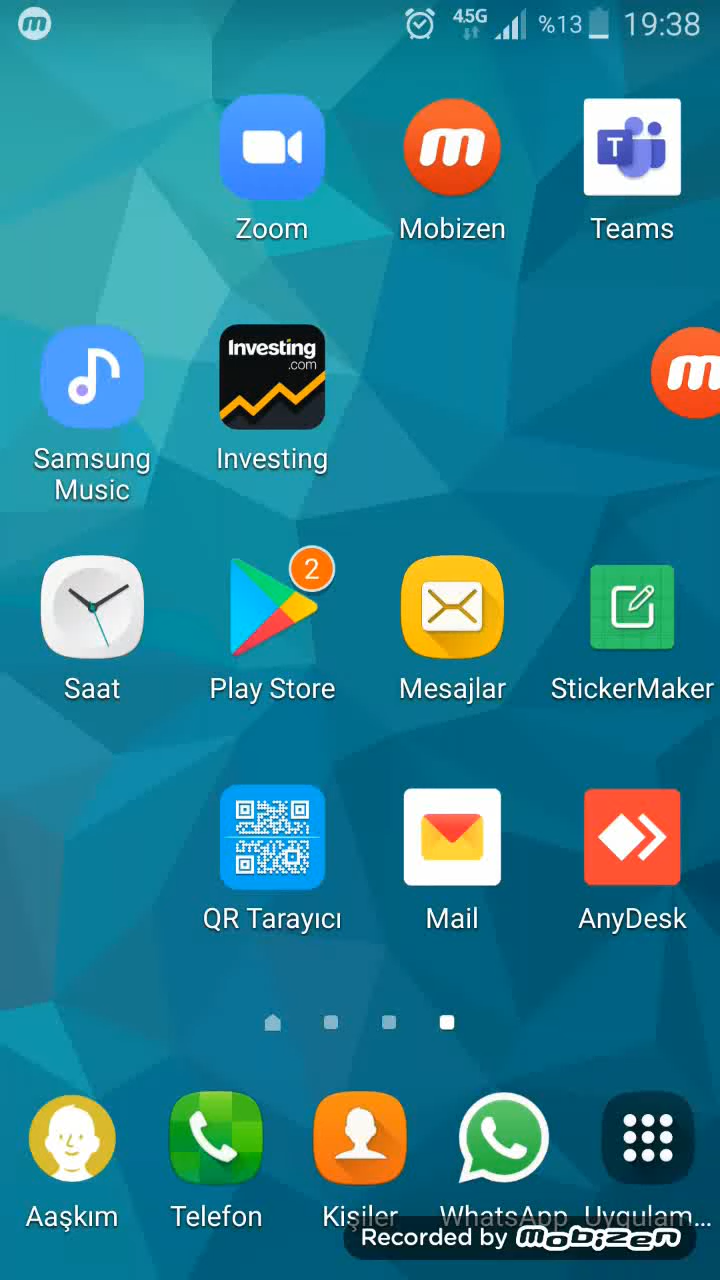 4.5G %13 19:38
Zoom Mobizen Teams
Investing
.com
Samsung Music
Investing
2
Saat Play Store Mesajlar StickerMaker
QR Tarayıcı Mail AnyDesk
Aaşkım Telefon Kişiler WhatsApp Uygulam...
Recorded by mobizen